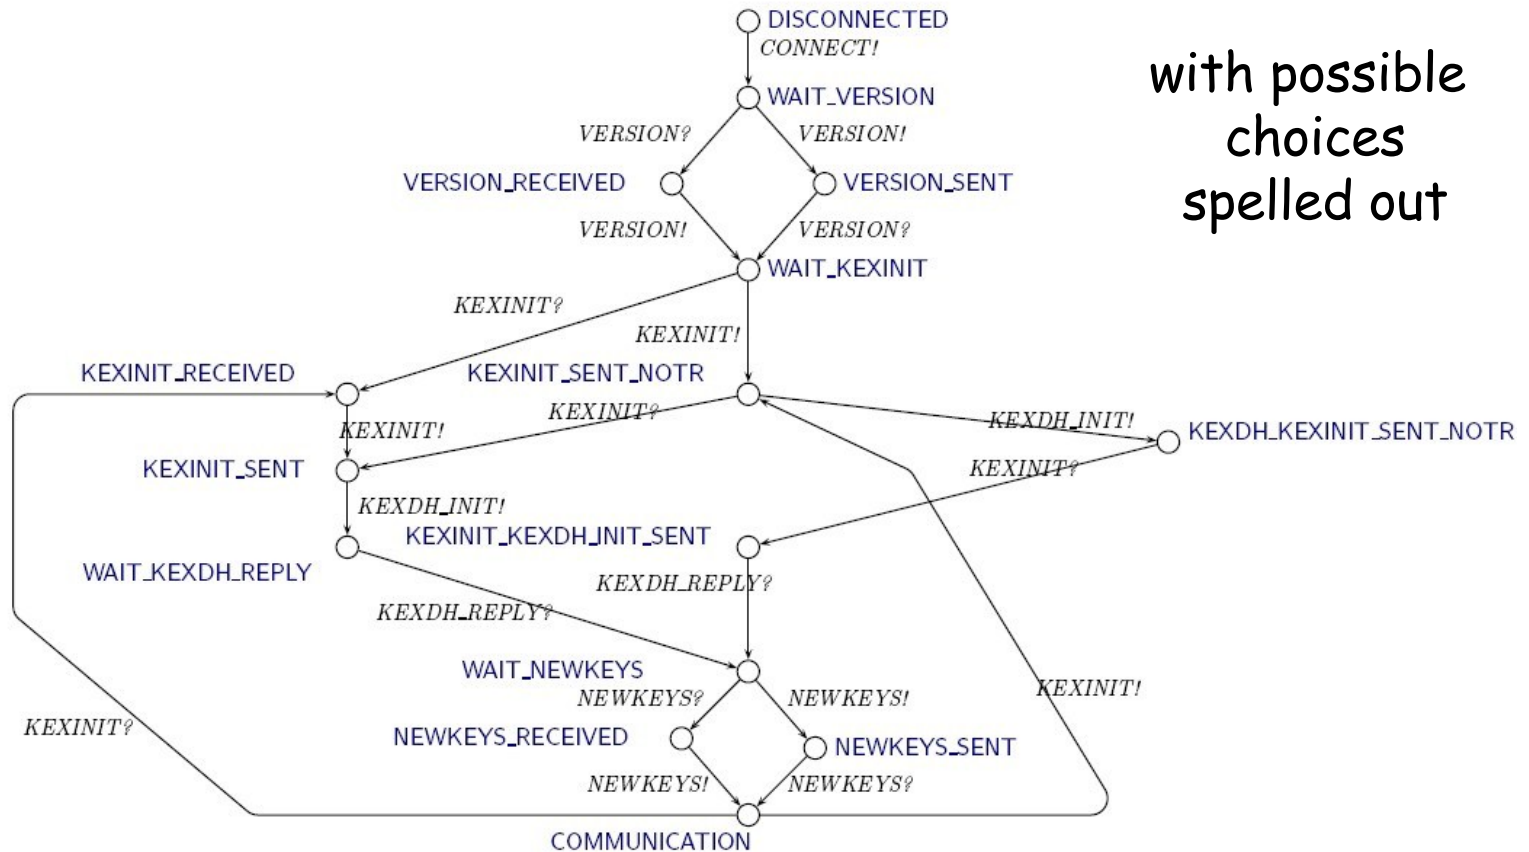 DISCONNECTED
CONNECT!
with possible
choices
spelled out
WAIT_VERSION
VERSION? VERSION!
VERSION_RECEIVED VERSION_SENT
VERSION! VERSION?
WAIT_KEXINIT
KEXINIT?
KEXINIT!
KEXINIT_RECEIVED KEXINIT_SENT_NOTR
KEXINIT? KEXDH_INIT!
KEXINIT! KEXDH_KEXINIT_SENT_NOTR
KEXINIT_SENT KEXINIT?
KEXDH_INIT!
KEXINIT_KEXDH_INIT_SENT
WAIT_KEXDH_REPLY
KEXDH_REPLY?
KEXDH_REPLY?
WAIT_NEWKEYS
NEWKEYS? NEWKEYS! KEXINIT!
KEXINIT?
NEWKEYS_RECEIVED NEWKEYS_SENT
NEWKEYS! NEWKEYS?
COMMUNICATION